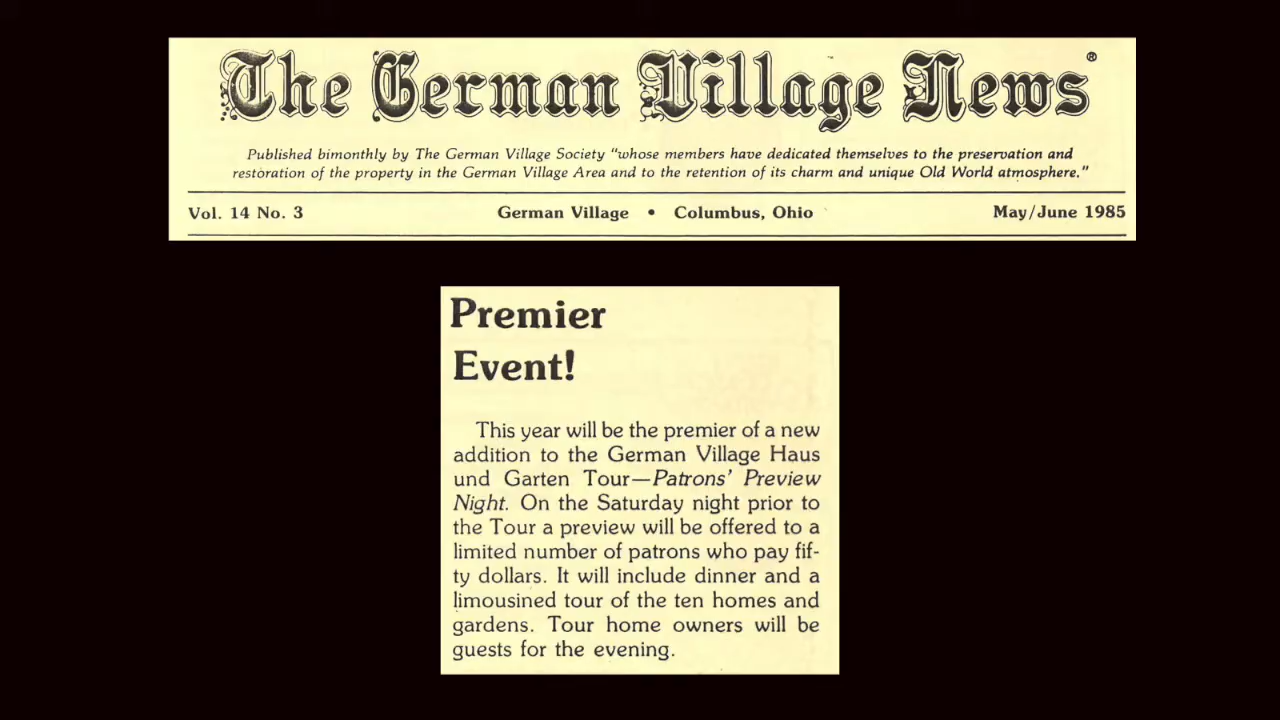 The German Village News®
Published bimonthly by The German Village Society "whose members have dedicated themselves to the preservation and
restoration of the property in the German Village Area and to the retention of its charm and unique Old World atmosphere."
Vol. 14 No. 3 German Village • Columbus, Ohio May/June 1985
Premier
Event!
This year will be the premier of a new
addition to the German Village Haus
und Garten Tour—Patrons' Preview
Night. On the Saturday night prior to
the Tour a preview will be offered to a
limited number of patrons who pay fif-
ty dollars. It will include dinner and a
limousined tour of the ten homes and
gardens. Tour home owners will be
guests for the evening.